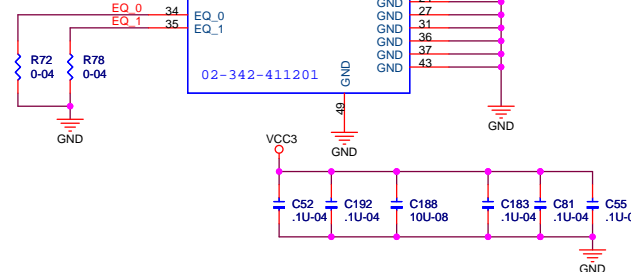 GND
EQ_0 34 EQ_0 GND 27
EQ_1 35 EQ_1 GND 31
GND 36
R72 R78 GND 37
0-04 0-04 GND 43
02-342-411201 GND
49
GND
GND
GND
VCC3
C52 C192 C188 C183 C81 C55
.1U-04 .1U-04 10U-08 .1U-04 .1U-04
GND